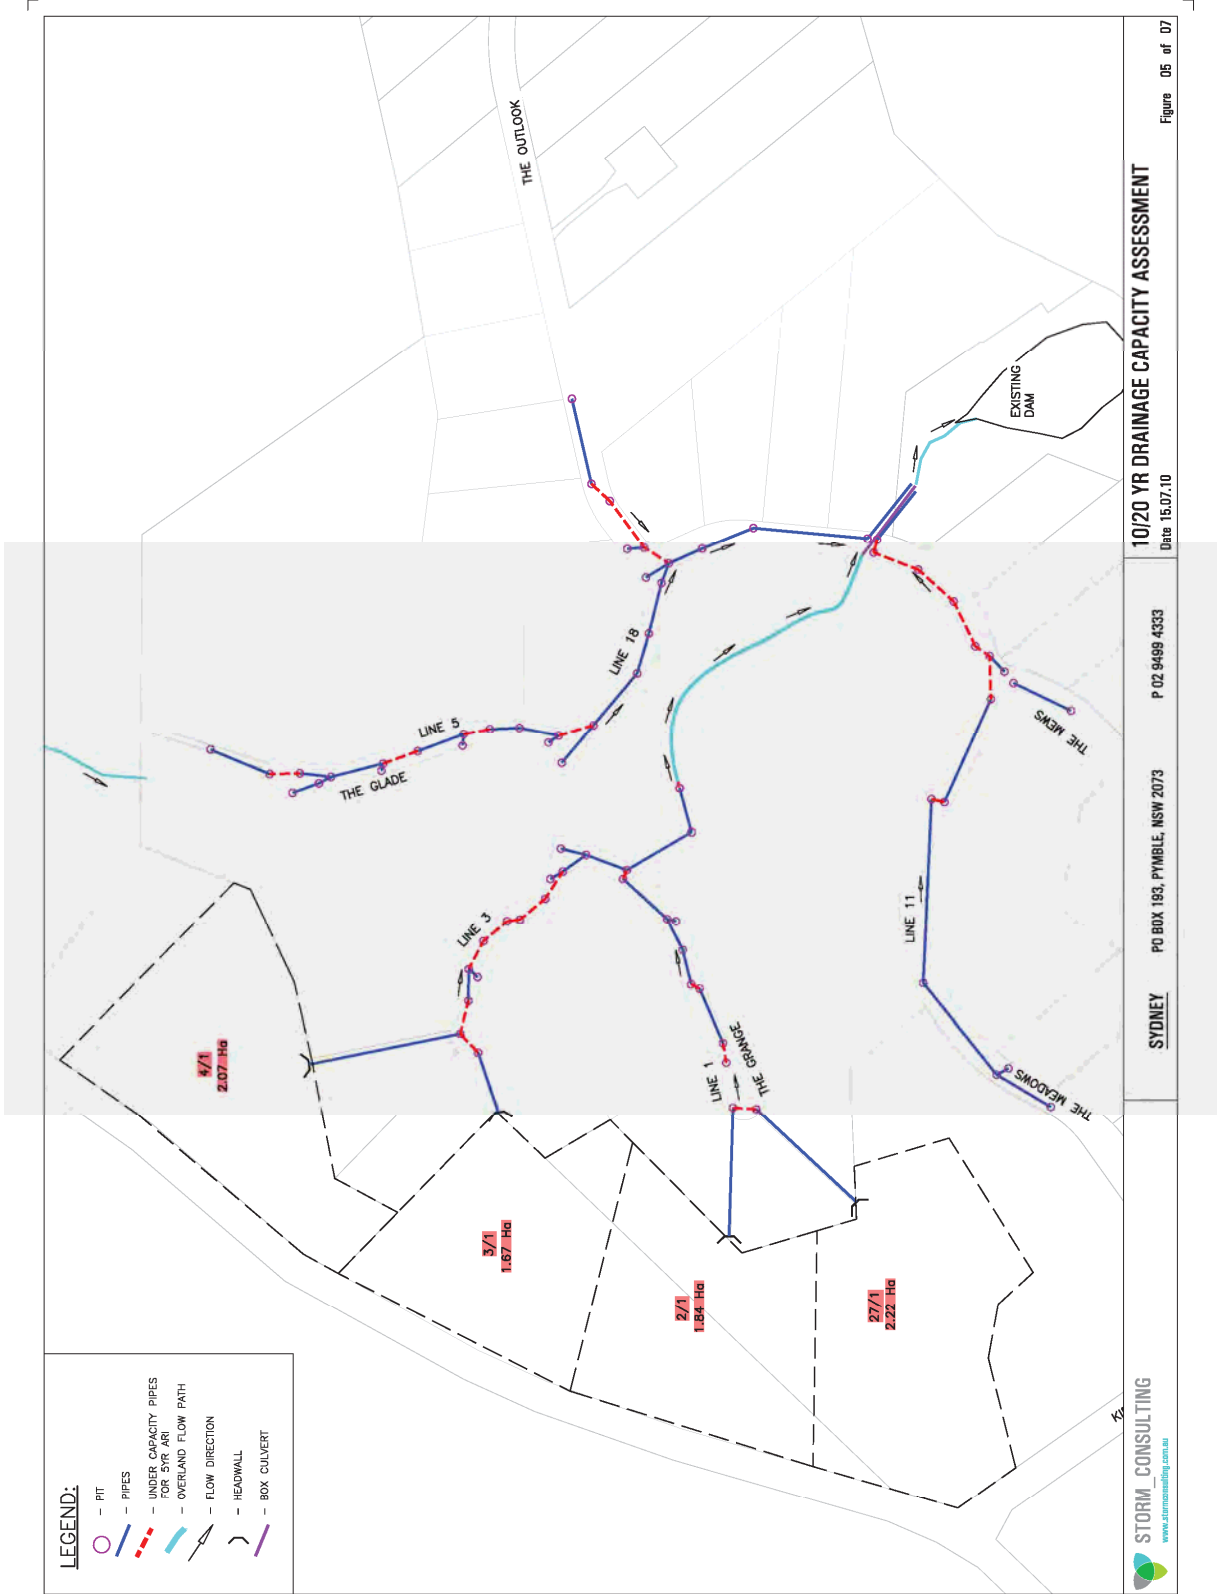 LEGEND:
– PIT
– PIPES
– UNDER CAPACITY PIPES
FOR 5YR ARI
– OVERLAND FLOW PATH
– FLOW DIRECTION
– HEADWALL
– BOX CULVERT
4/1
2.07 Ha
3/1
1.67 Ha
2/1
1.84 Ha
27/1
2.22 Ha
THE OUTLOOK
LINE 18
LINE 5
THE GLADE
LINE 3
LINE 1
THE GRANGE
LINE 11
THE MEADOWS
THE MEWS
EXISTING
DAM
STORM_CONSULTING
www.stormconsulting.com.au
SYDNEY
PO BOX 193, PYMBLE, NSW 2073
P 02 9499 4333
10/20 YR DRAINAGE CAPACITY ASSESSMENT
Date 15.07.10
Figure 05 of 07